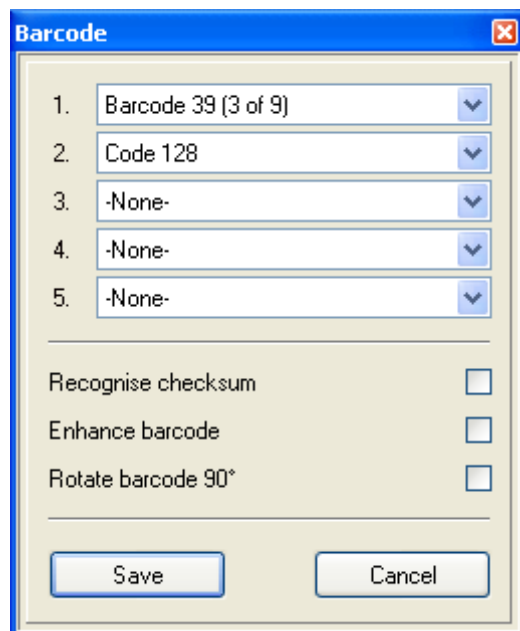 Barcode
1. Barcode 39 (3 of 9)
2. Code 128
3. -None-
4. -None-
5. -None-
Recognise checksum
Enhance barcode
Rotate barcode 90°
Save Cancel